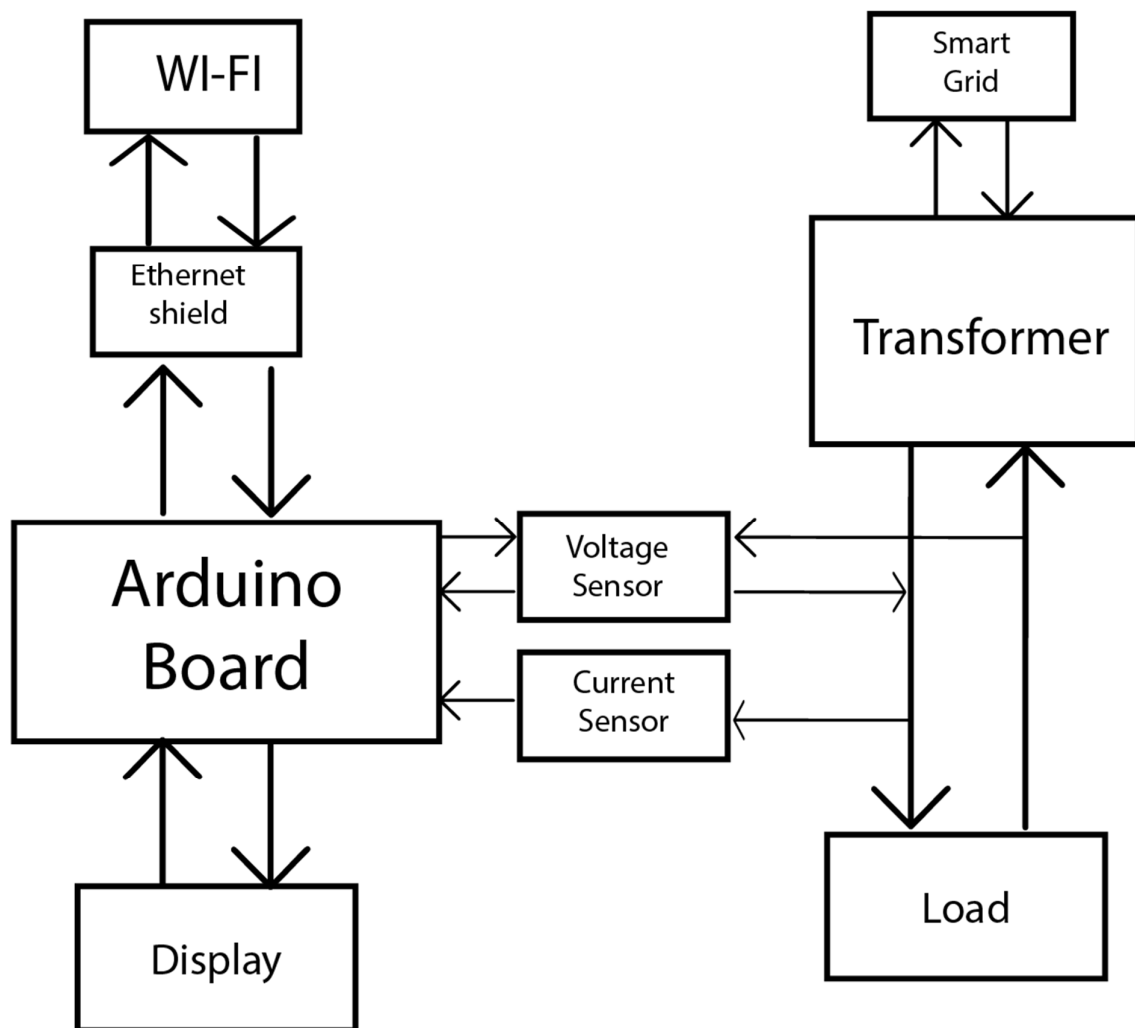 WI-FI
Smart
Grid
Ethernet
shield
Transformer
Arduino
Board
Voltage
Sensor
Current
Sensor
Display
Load